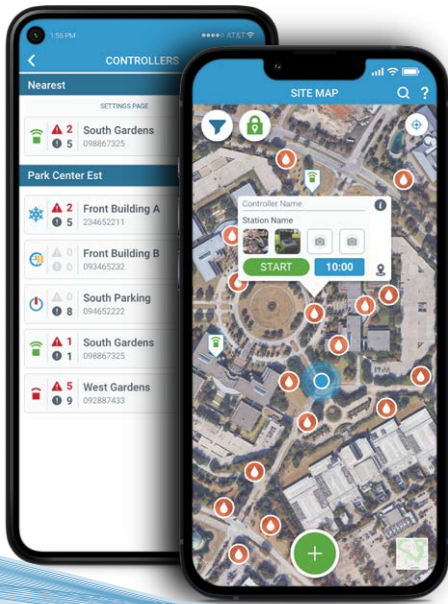 1:56 PM
AT&T
CONTROLLERS
Nearest
SETTINGS PAGE
2 South Gardens
5 098867325
Park Center Est
2 Front Building A
5 234652211
0 Front Building B
0 093465232
0 South Parking
8 094652222
1 South Gardens
1 098867325
5 West Gardens
9 092887433
SITE MAP ?
Controller Name i
Station Name
START 10:00
+